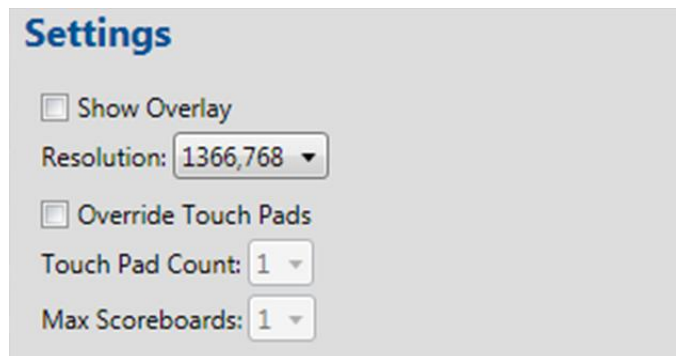 Settings
Show Overlay
Resolution: 1366,768
Override Touch Pads
Touch Pad Count: 1
Max Scoreboards: 1